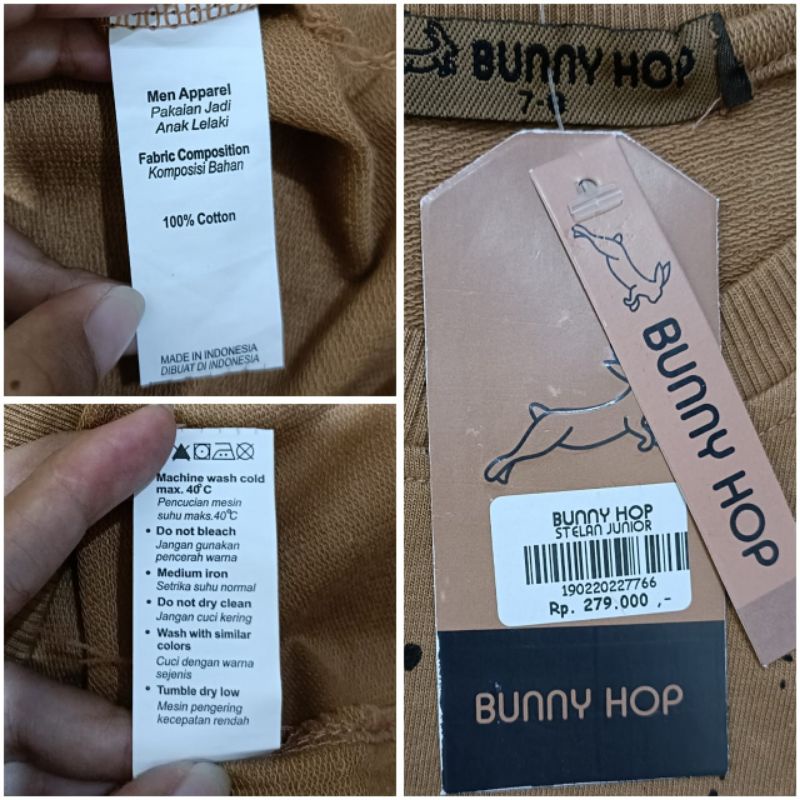 Men Apparel
Pakaian Jadi
Anak Lelaki
Fabric Composition
Komposisi Bahan
100% Cotton
MADE IN INDONESIA
DIBUAT DI INDONESIA
Machine wash cold
max. 40°C
Pencucian mesin
suhu maks.40°C
• Do not bleach
Jangan gunakan
pencerah warna
• Medium iron
Setrika suhu normal
• Do not dry clean
Jangan cuci kering
• Wash with similar
colors
Cuci dengan warna
sejenis
• Tumble dry low
Mesin pengering
kecepatan rendah
BUNNY HOP
BUNNY HOP
BUNNY HOP
STELAN JUNIOR
190220227766
Rp. 279.000 ,-
BUNNY HOP